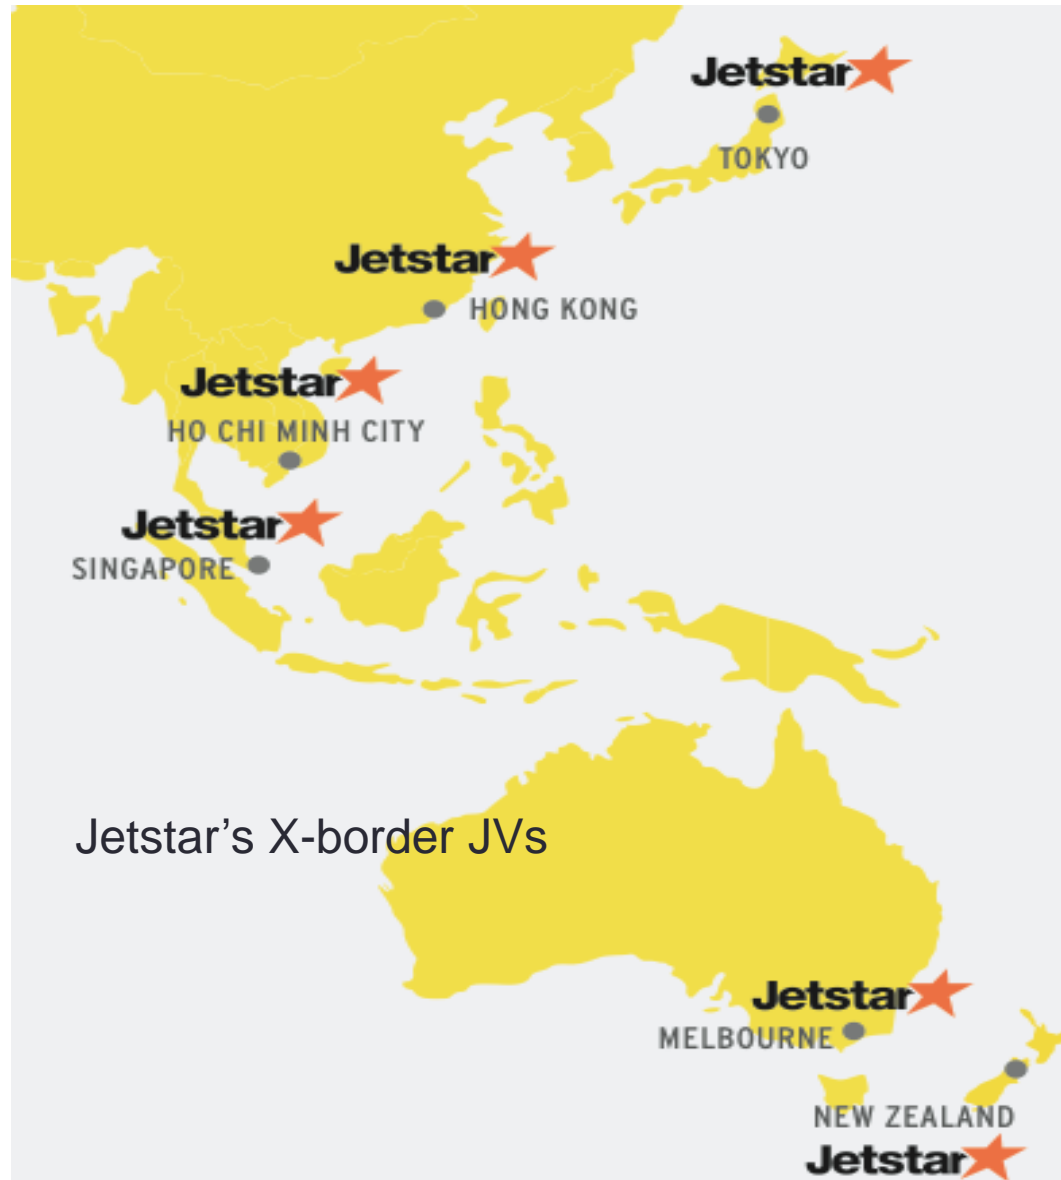 Jetstar
TOKYO
Jetstar
HONG KONG
Jetstar
HO CHI MINH CITY
Jetstar
SINGAPORE
Jetstar’s X-border JVs
Jetstar
MELBOURNE
NEW ZEALAND
Jetstar